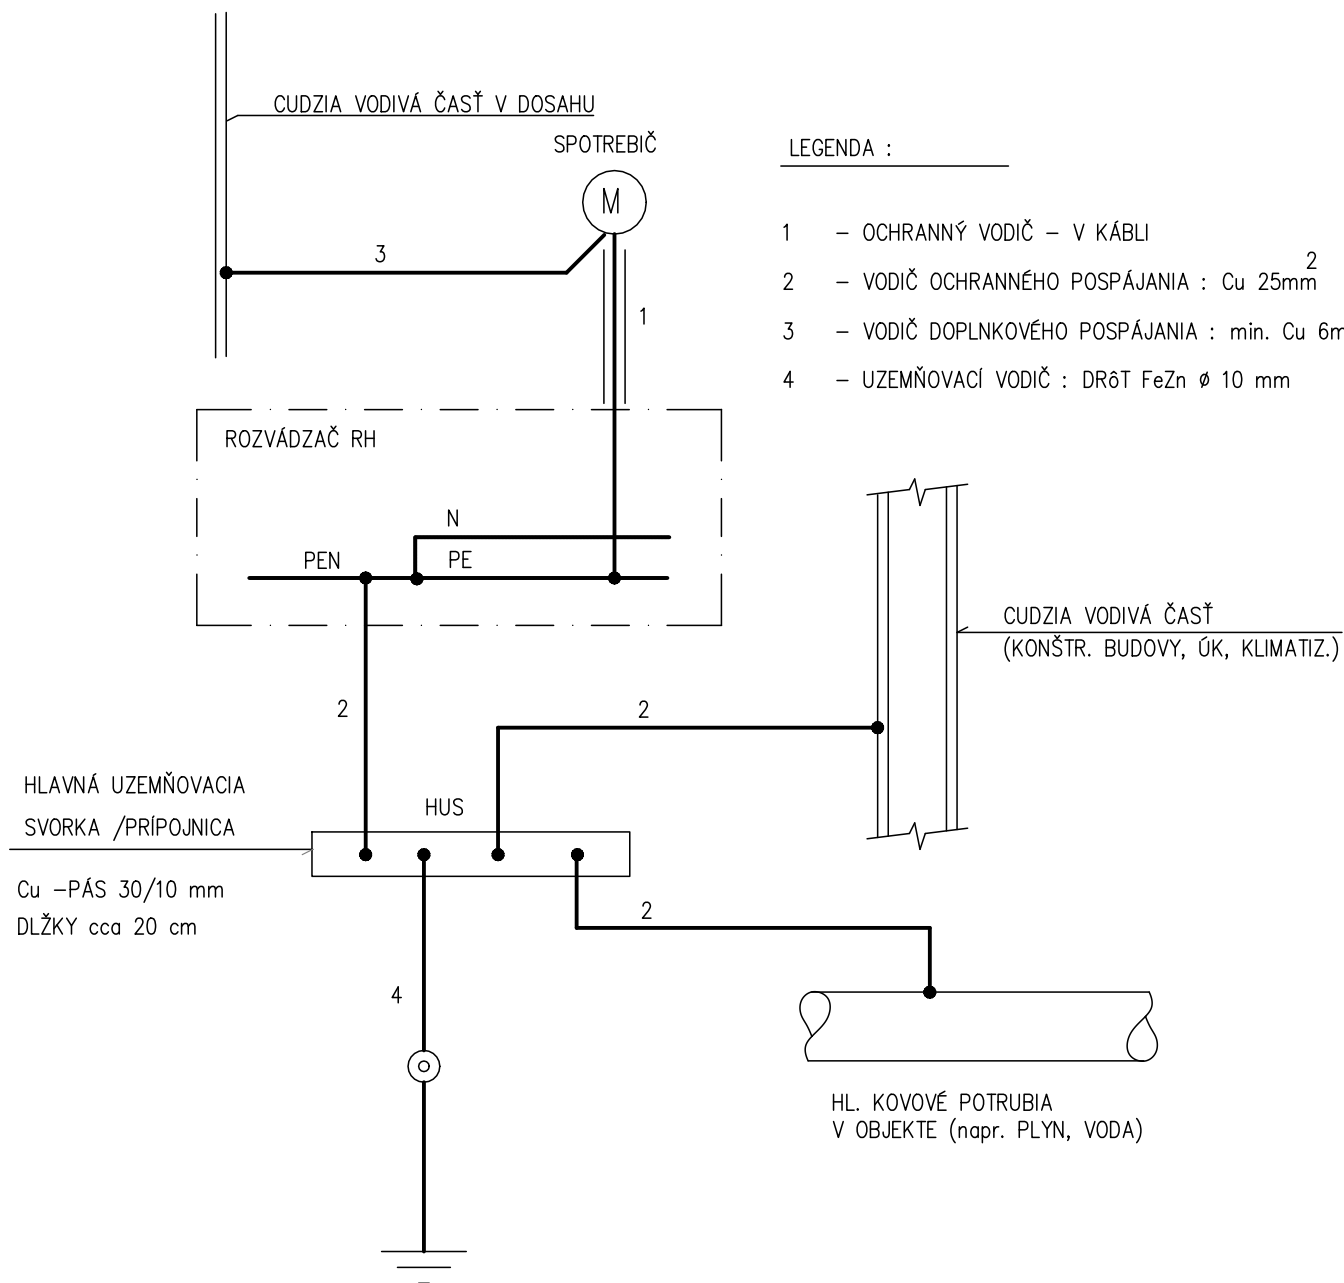 CUDZIA VODIVÁ ČASŤ V DOSAHU
SPOTREBIČ
M
3
1
LEGENDA :
1 – OCHRANNÝ VODIČ – V KÁBLI
2 – VODIČ OCHRANNÉHO POSPÁJANIA : Cu 25mm²
3 – VODIČ DOPLNKOVÉHO POSPÁJANIA : min. Cu 6m
4 – UZEMŇOVACÍ VODIČ : DRôT FeZn ø 10 mm
ROZVÁDZAČ RH
N
PEN
PE
CUDZIA VODIVÁ ČASŤ
(KONŠTR. BUDOVY, ÚK, KLIMATIZ.)
2
2
HLAVNÁ UZEMŇOVACIA
SVORKA /PRÍPOJNICA
HUS
Cu –PÁS 30/10 mm
DLŽKY cca 20 cm
2
4
HL. KOVOVÉ POTRUBIA
V OBJEKTE (napr. PLYN, VODA)